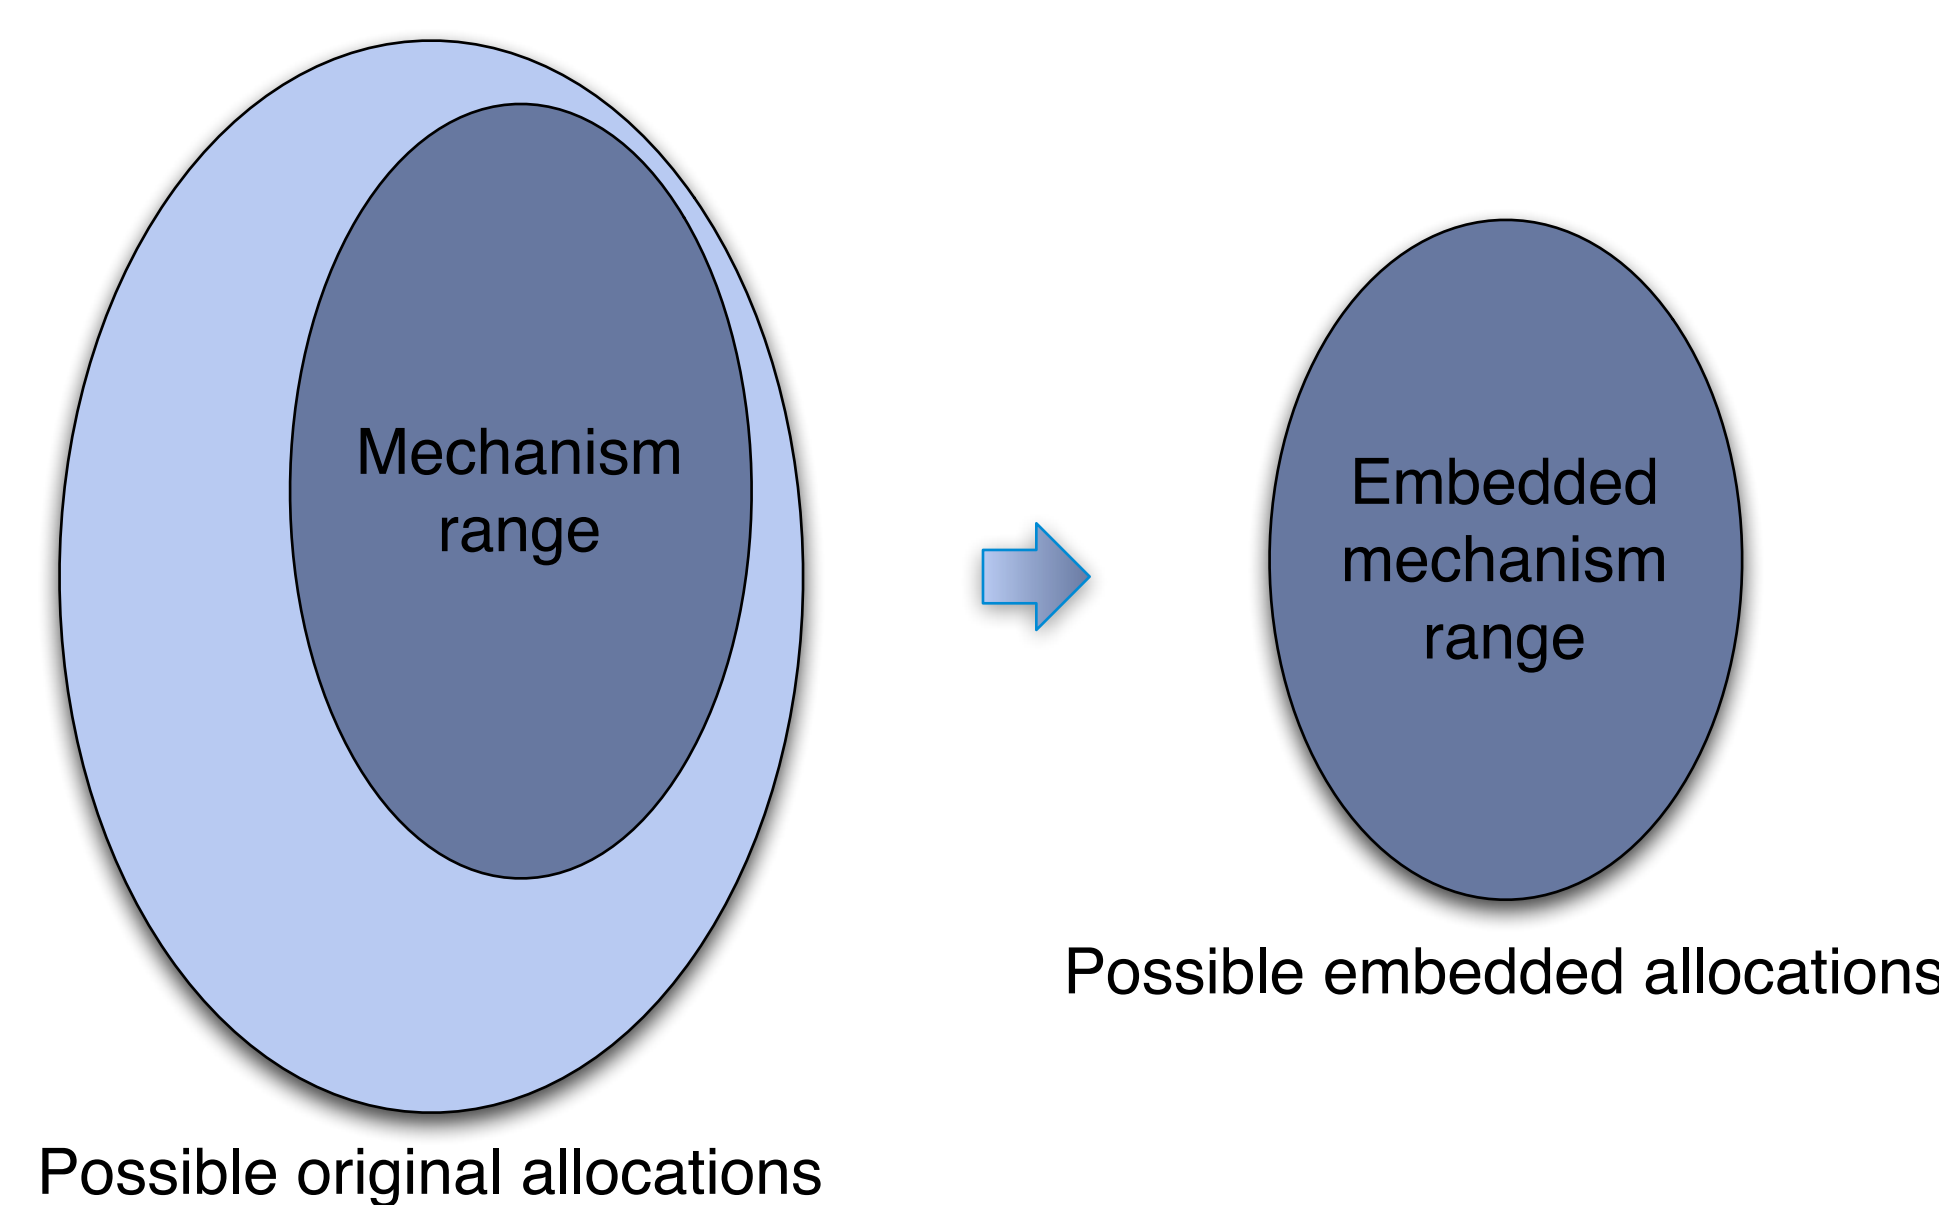 Mechanism
range
Embedded
mechanism
range
Possible embedded allocations
Possible original allocations